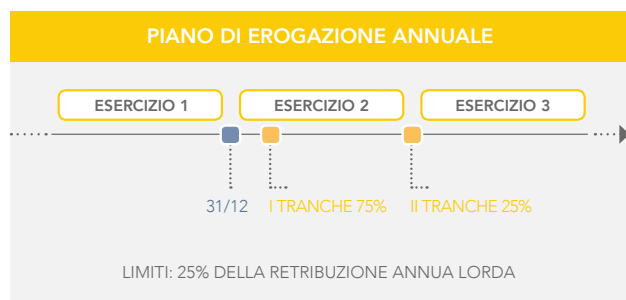 PIANO DI EROGAZIONE ANNUALE
ESERCIZIO 1 ESERCIZIO 2 ESERCIZIO 3
31/12 I TRANCHE 75% II TRANCHE 25%
LIMITI: 25% DELLA RETRIBUZIONE ANNUA LORDA